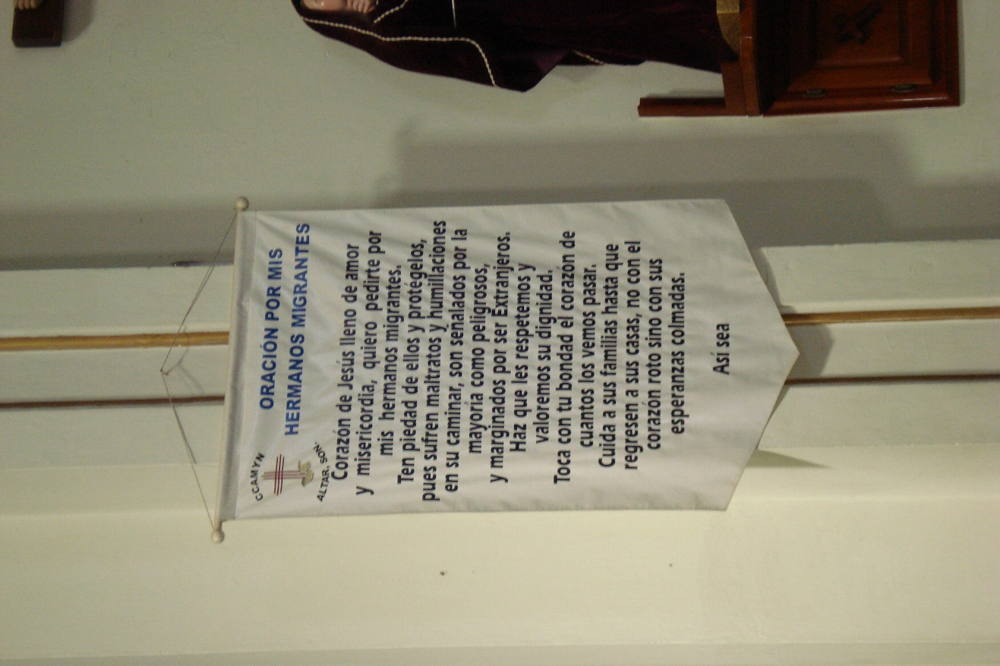 CCAMYN
ALTAR, SON.
ORACIÓN POR MIS
HERMANOS MIGRANTES
Corazón de Jesús lleno de amor
y misericordia, quiero pedirte por
mis hermanos migrantes.
Ten piedad de ellos y protégelos,
pues sufren maltratos y humillaciones
en su caminar, son señalados por la
mayoría como peligrosos,
y marginados por ser Extranjeros.
Haz que les respetemos y
valoremos su dignidad.
Toca con tu bondad el corazón de
cuantos los vemos pasar.
Cuida a sus familias hasta que
regresen a sus casas, no con el
corazón roto sino con sus
esperanzas colmadas.
Así sea